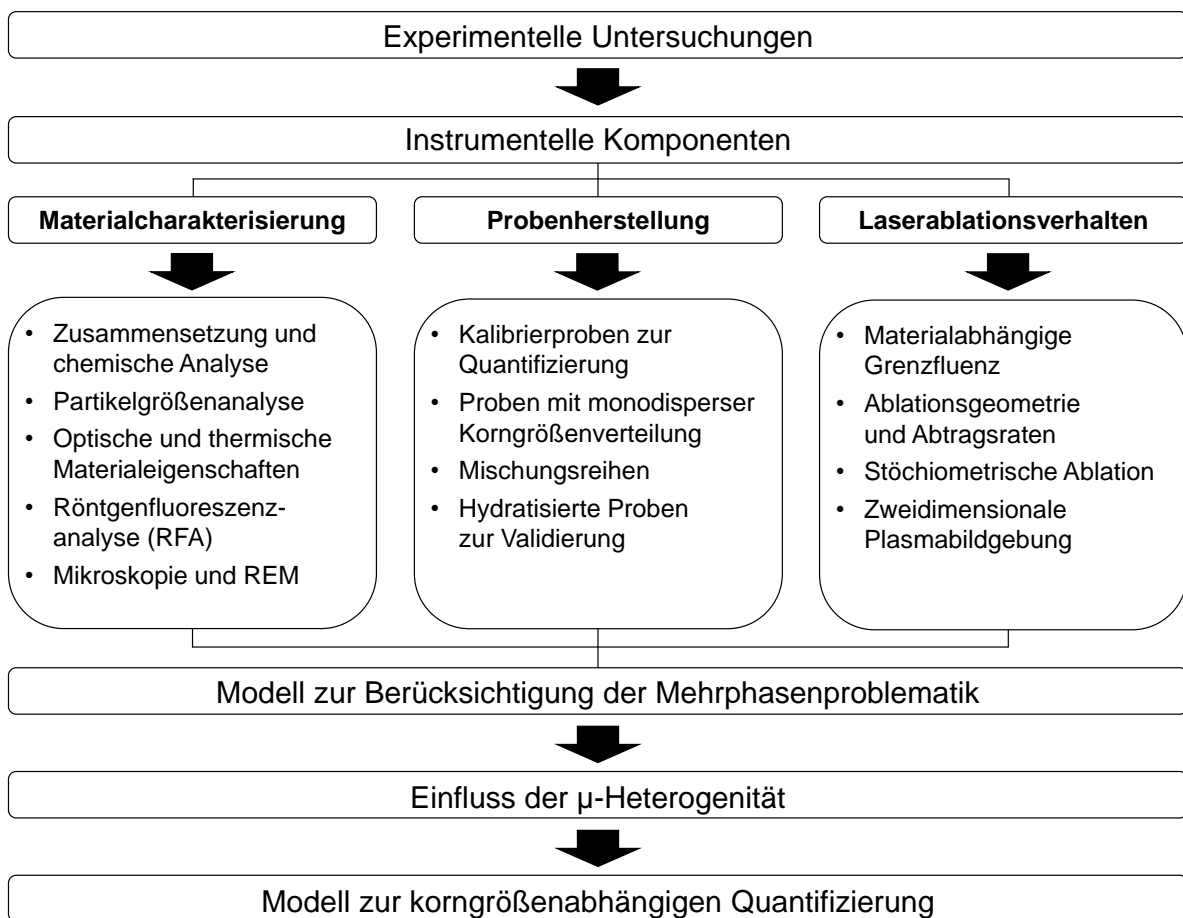 Experimentelle Untersuchungen
Instrumentelle Komponenten
Materialcharakterisierung
• Zusammensetzung und
chemische Analyse
• Partikelgrößenanalyse
• Optische und thermische
Materialeigenschaften
• Röntgenfluoreszenz-
analyse (RFA)
• Mikroskopie und REM
Probenherstellung
• Kalibrierproben zur
Quantifizierung
• Proben mit monodisperser
Korngrößenverteilung
• Mischungsreihen
• Hydratisierte Proben
zur Validierung
Laserablationsverhalten
• Materialabhängige
Grenzfluenz
• Ablationsgeometrie
und Abtragsraten
• Stöchiometrische Ablation
• Zweidimensionale
Plasmabildgebung
Modell zur Berücksichtigung der Mehrphasenproblematik
Einfluss der µ-Heterogenität
Modell zur korngrößenabhängigen Quantifizierung